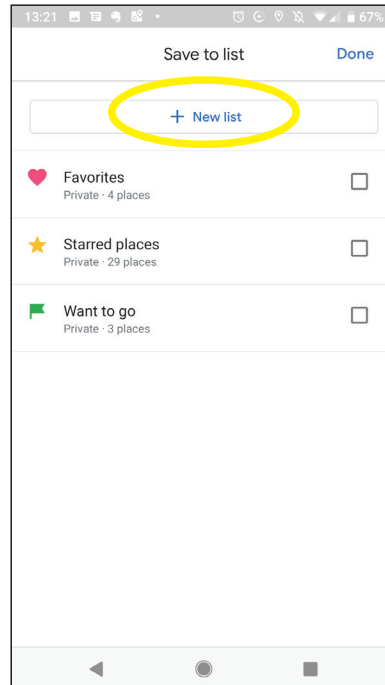 13:21 67%
Save to list Done
+ New list
Favorites
Private · 4 places
Starred places
Private · 29 places
Want to go
Private · 3 places